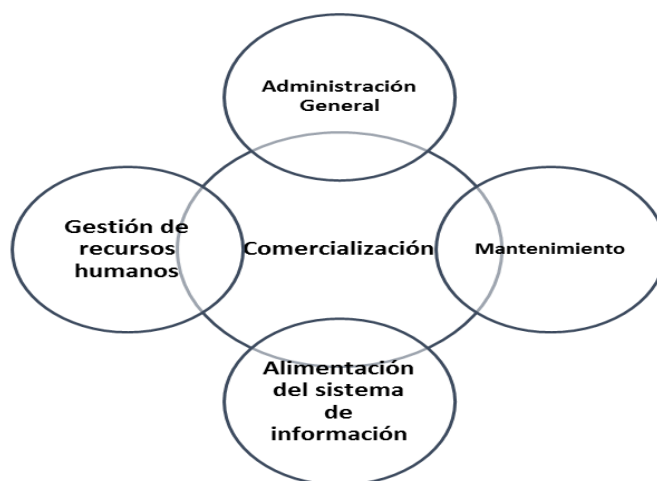 Administración
General
Gestión de
recursos
humanos
Comercialización
Mantenimiento
Alimentación
del sistema
de
información